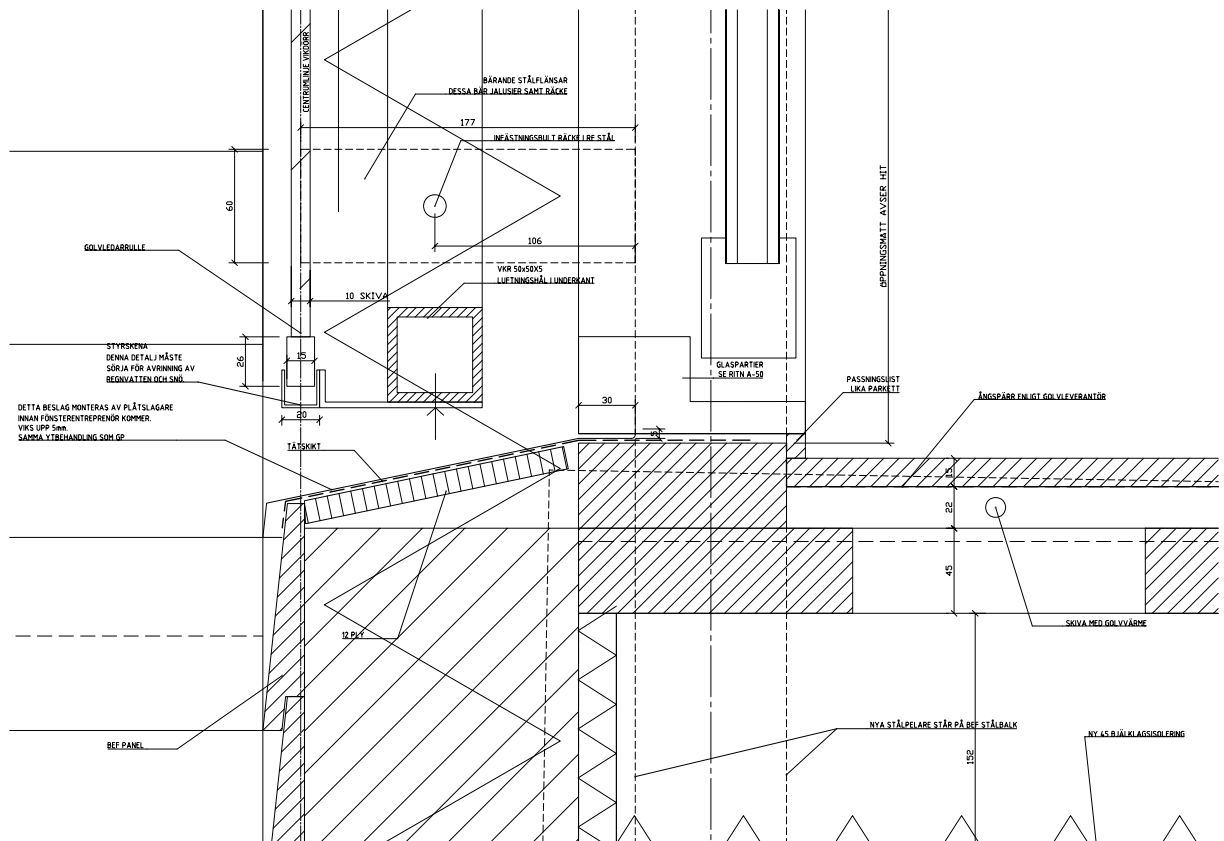 CENTRUMLINJE VIKDÖRR
BÄRANDE STÅLFLÄNSAR
DESSA BÄR JALUSIER SAMT RÄCKE
177
INFÄSTNINGSBULT RÄCKE I RF STÅL
60
106
ÖPPNINGSMÅTT AVSER HIT
GOLVLEDARRULLE
VKR 50x50X5
LUFTNINGSHÅL I UNDERKANT
10 SKIVA
STYRSKENA
DENNA DETALJ MÅSTE
SÖRJA FÖR AVRINNING AV
REGNVATTEN OCH SNÖ.
26
15
20
GLASPARTIER
SE RITN A-50
PASSNINGSLIST
LIKA PARKETT
ÅNGSPÄRR ENLIGT GOLVLEVERANTÖR
DETTA BESLAG MONTERAS AV PLÅTSLAGARE
INNAN FÖNSTERENTREPRENÖR KOMMER.
VIKS UPP 5mm.
SAMMA YTBEHANDLING SOM GP
30
5
TÄTSKIKT
15
22
45
12 PLY
SKIVA MED GOLVVÄRME
BEF PANEL
NYA STÅLPELARE STÅR PÅ BEF STÅLBALK
152
NY 45 BJÄLKLAGSISOLERING